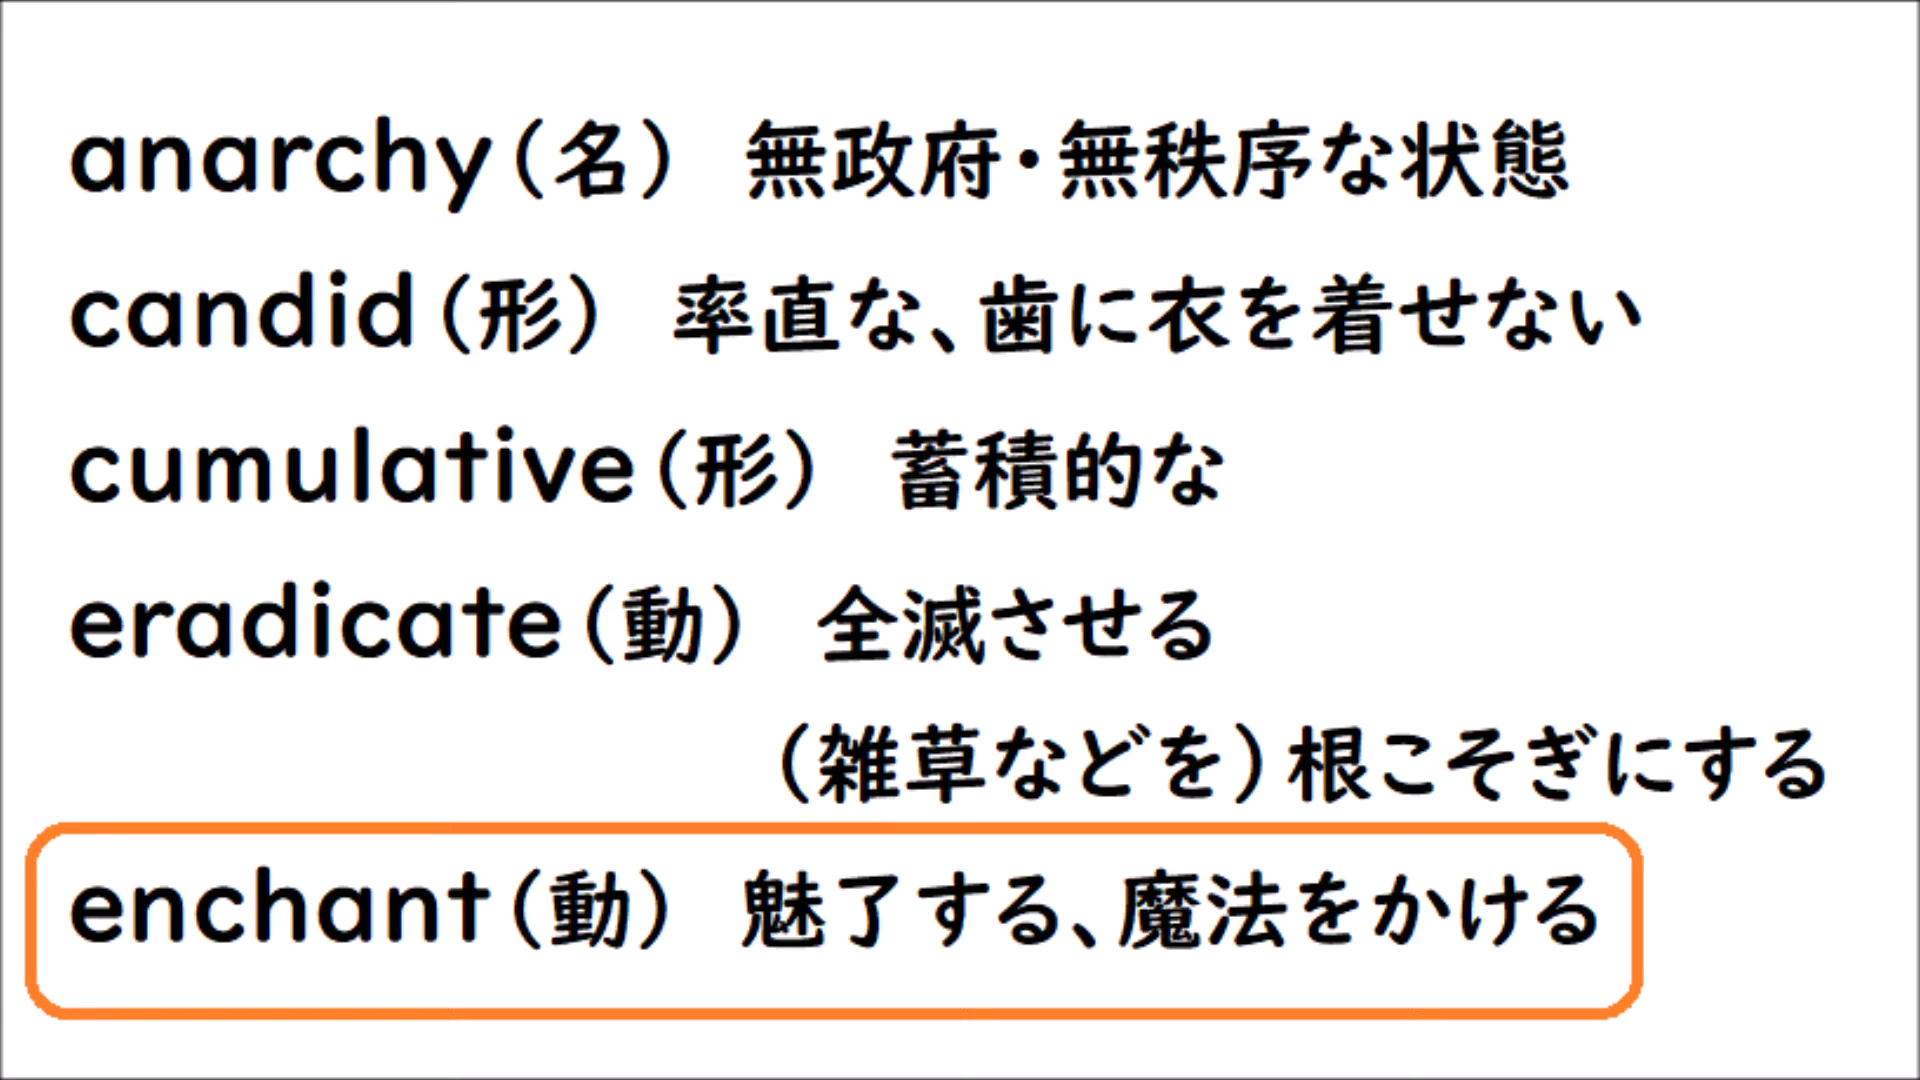 anarchy（名） 無政府・無秩序な状態
candid（形） 率直な、歯に衣を着せない
cumulative（形） 蓄積的な
eradicate（動） 全滅させる
（雑草などを）根こそぎにする
enchant（動） 魅了する、魔法をかける